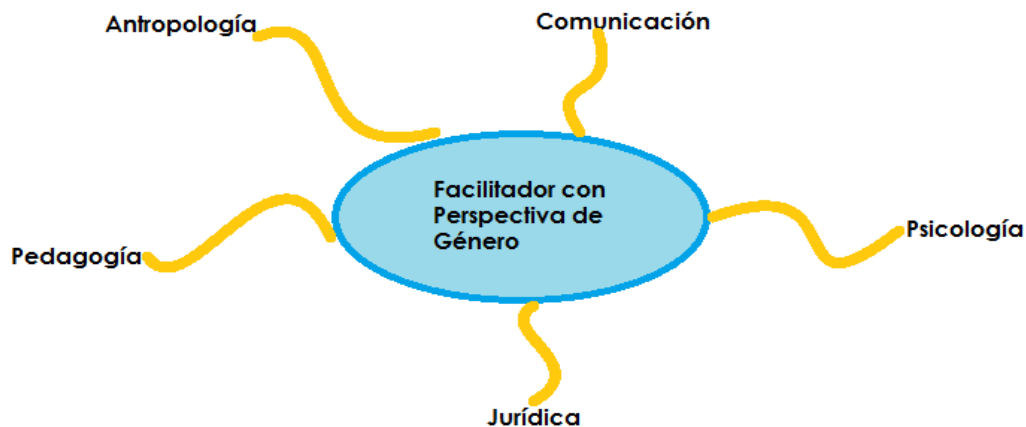 Antropología
Comunicación
Facilitador con
Perspectiva de
Género
Pedagogía
Psicología
Jurídica